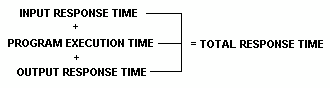 INPUT RESPONSE TIME
+
PROGRAM EXECUTION TIME = TOTAL RESPONSE TIME
+
OUTPUT RESPONSE TIME